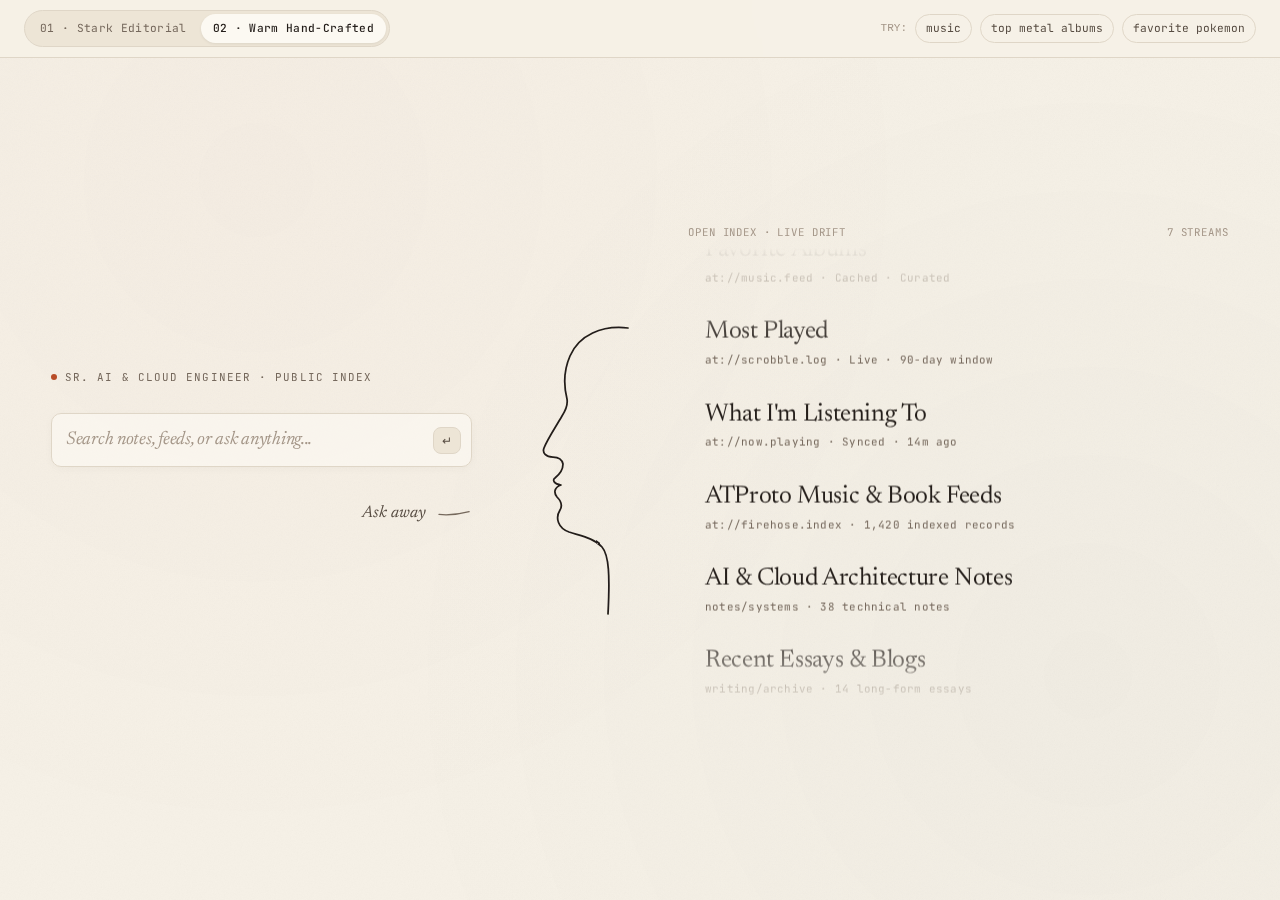 01 · Stark Editorial
02 · Warm Hand-Crafted
TRY:
music
top metal albums
favorite pokemon
SR. AI & CLOUD ENGINEER · PUBLIC INDEX
Search notes, feeds, or ask anything...
↵
Ask away
OPEN INDEX · LIVE DRIFT
7 STREAMS
Favorite Albums
at://music.feed · Cached · Curated
Most Played
at://scrobble.log · Live · 90-day window
What I'm Listening To
at://now.playing · Synced · 14m ago
ATProto Music & Book Feeds
at://firehose.index · 1,420 indexed records
AI & Cloud Architecture Notes
notes/systems · 38 technical notes
Recent Essays & Blogs
writing/archive · 14 long-form essays